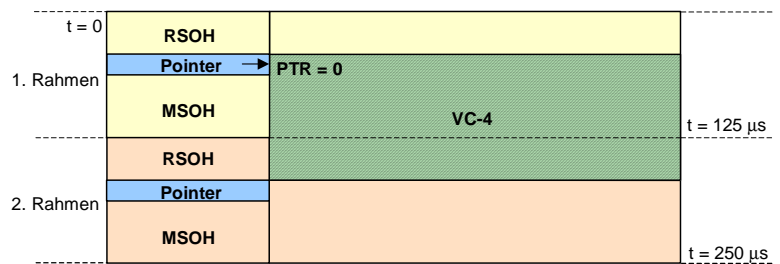 t = 0
RSOH
Pointer
PTR = 0
1. Rahmen
MSOH
VC-4
t = 125 μs
RSOH
Pointer
2. Rahmen
MSOH
t = 250 μs